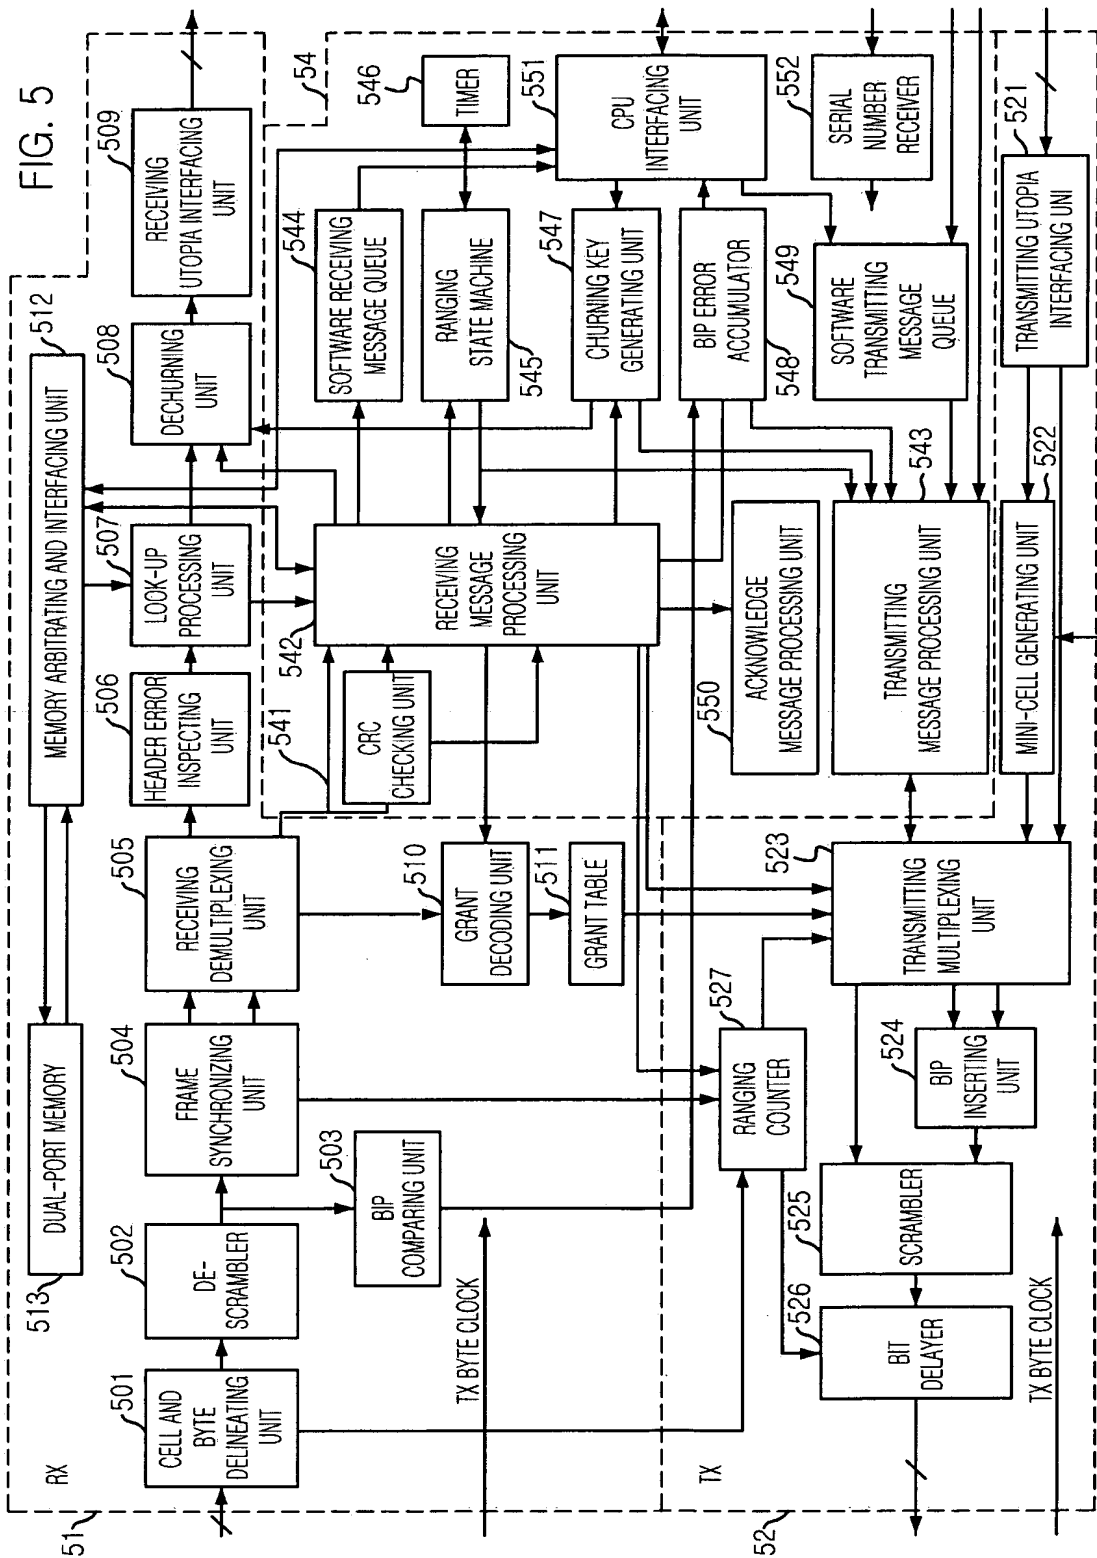 FIG. 5
51
RX
501
CELL AND
BYTE
DELINEATING
UNIT
502
DE-
SCRAMBLER
503
BIP
COMPARING UNIT
504
FRAME
SYNCHRONIZING
UNIT
505
RECEIVING
DEMULTIPLEXING
UNIT
506
HEADER ERROR
INSPECTING
UNIT
507
LOOK-UP
PROCESSING
UNIT
508
DECHURNING
UNIT
509
RECEIVING
UTOPIA INTERFACING
UNIT
510
GRANT
DECODING UNIT
511
GRANT TABLE
512
MEMORY ARBITRATING AND INTERFACING UNIT
513
DUAL-PORT MEMORY
TX BYTE CLOCK
54
541
CRC
CHECKING UNIT
542
RECEIVING
MESSAGE
PROCESSING
UNIT
543
TRANSMITTING
MESSAGE PROCESSING UNIT
544
SOFTWARE RECEIVING
MESSAGE QUEUE
545
RANGING
STATE MACHINE
546
TIMER
547
CHURNING KEY
GENERATING UNIT
548
BIP ERROR
ACCUMULATOR
549
SOFTWARE
TRANSMITTING
MESSAGE
QUEUE
550
ACKNOWLEDGE
MESSAGE PROCESSING UNIT
551
CPU
INTERFACING
UNIT
552
SERIAL
NUMBER
RECEIVER
52
TX
521
TRANSMITTING UTOPIA
INTERFACING UNI
522
MINI-CELL GENERATING UNIT
523
TRANSMITTING
MULTIPLEXING
UNIT
524
BIP
INSERTING
UNIT
525
SCRAMBLER
526
BIT
DELAYER
527
RANGING
COUNTER
TX BYTE CLOCK